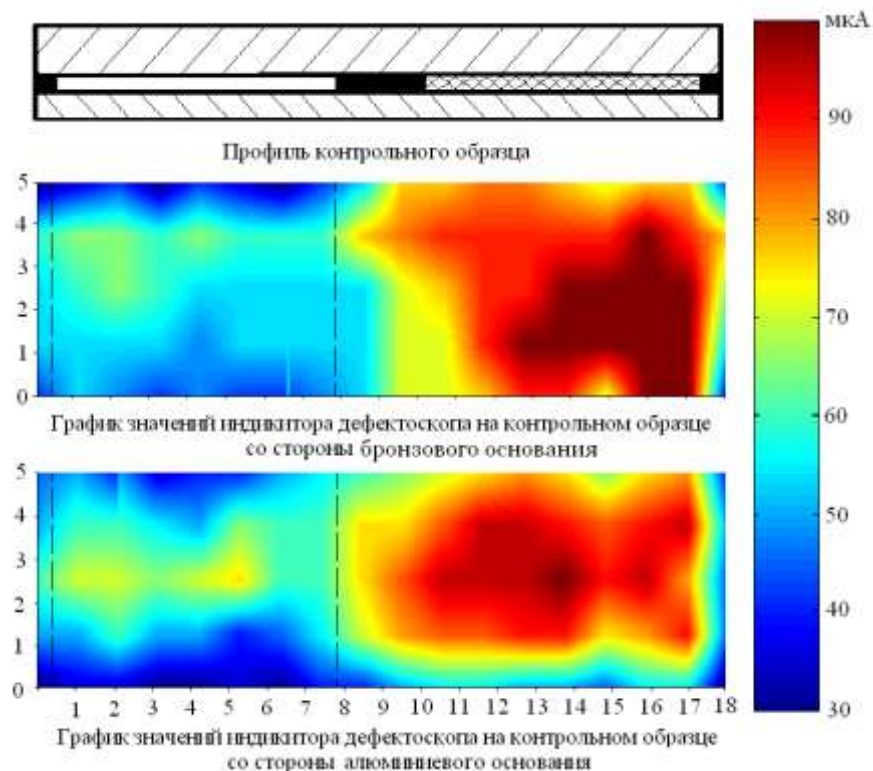 мкА
90
80
70
60
50
40
30
Профиль контрольного образца
5
4
3
2
1
0
График значений индикитора дефектоскопа на контрольном образце
со стороны бронзового основания
5
4
3
2
1
0
1 2 3 4 5 6 7 8 9 10 11 12 13 14 15 16 17 18
График значений индикитора дефектоскопа на контрольном образце
со стороны алюминиевого основания